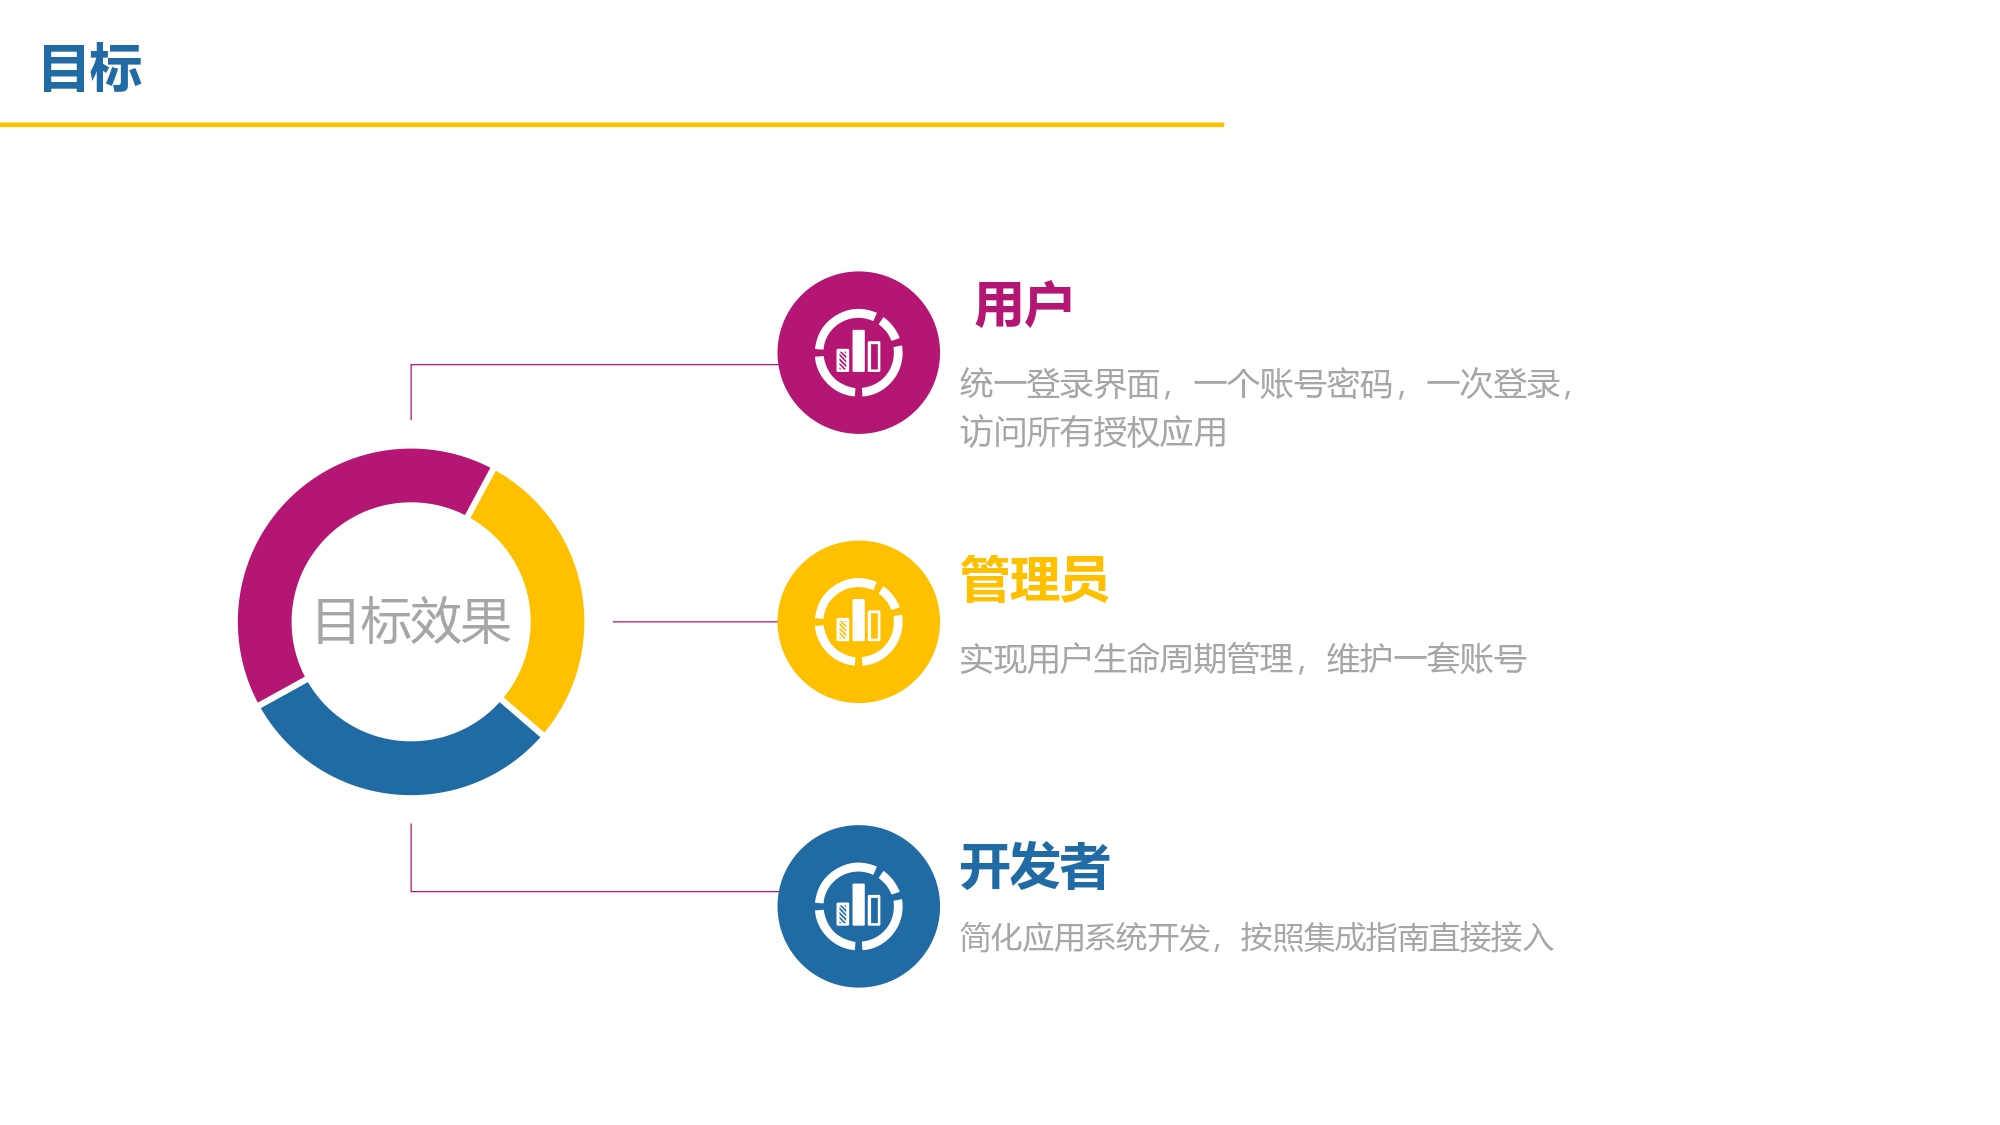 目标
用户
统一登录界面，一个账号密码，一次登录，
访问所有授权应用
目标效果
管理员
实现用户生命周期管理，维护一套账号
开发者
简化应用系统开发，按照集成指南直接接入